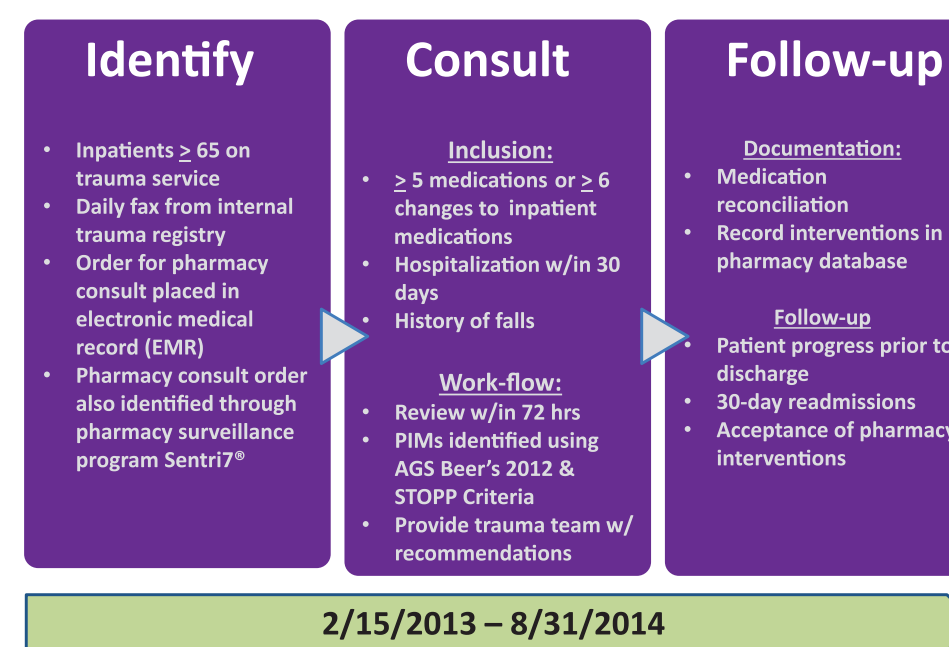 Identify
• Inpatients ≥ 65 on
trauma service
• Daily fax from internal
trauma registry
• Order for pharmacy
consult placed in
electronic medical
record (EMR)
• Pharmacy consult order
also identified through
pharmacy surveillance
program Sentri7®
Consult
Inclusion:
• ≥ 5 medications or ≥ 6
changes to inpatient
medications
• Hospitalization w/in 30
days
• History of falls
Work-flow:
• Review w/in 72 hrs
• PIMs identified using
AGS Beer’s 2012 &
STOPP Criteria
• Provide trauma team w/
recommendations
Follow-up
Documentation:
• Medication
reconciliation
• Record interventions in
pharmacy database
Follow-up
• Patient progress prior to
discharge
• 30-day readmissions
• Acceptance of pharmacy
interventions
2/15/2013 – 8/31/2014